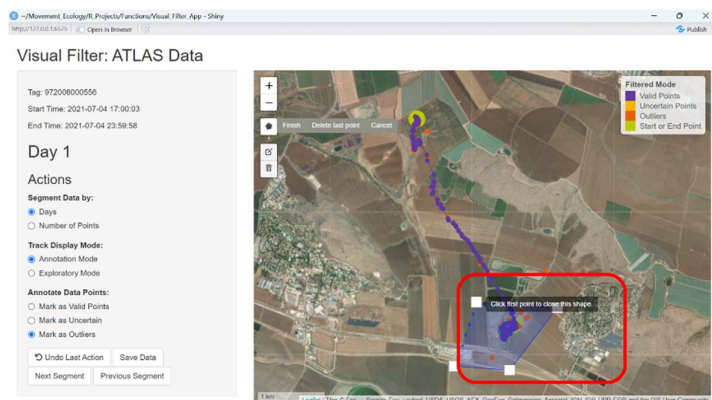 ~/Movement_Ecology/R_Projects/Functions/Visual_Filter_App - Shiny
http://127.0.0.1:6575 Open in Browser
Publish
Visual Filter: ATLAS Data
Tag: 972006000556
Start Time: 2021-07-04 17:00:03
End Time: 2021-07-04 23:59:58
Day 1
Actions
Segment Data by:
Days
Number of Points
Track Display Mode:
Annotation Mode
Exploratory Mode
Annotate Data Points:
Mark as Valid Points
Mark as Uncertain
Mark as Outliers
Undo Last Action Save Data
Next Segment Previous Segment
+
−
Finish Delete last point Cancel
Filtered Mode
Valid Points
Uncertain Points
Outliers
Start or End Point
Click first point to close this shape.
1 km
Leaflet | Tiles © Esri